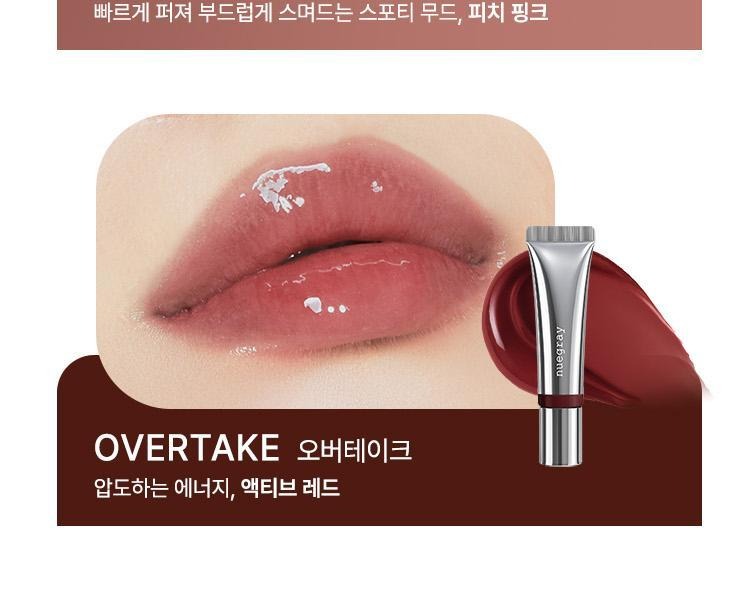 빠르게 퍼져 부드럽게 스며드는 스포티 무드, 피치 핑크
nuegray
OVERTAKE 오버테이크
압도하는 에너지, 액티브 레드